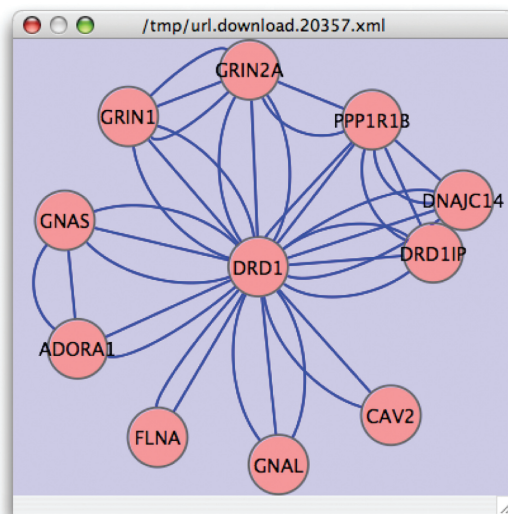 /tmp/url.download.20357.xml
GRIN2A
GRIN1
PPP1R1B
DNAJC14
GNAS
DRD1IP
DRD1
ADORA1
CAV2
FLNA
GNAL